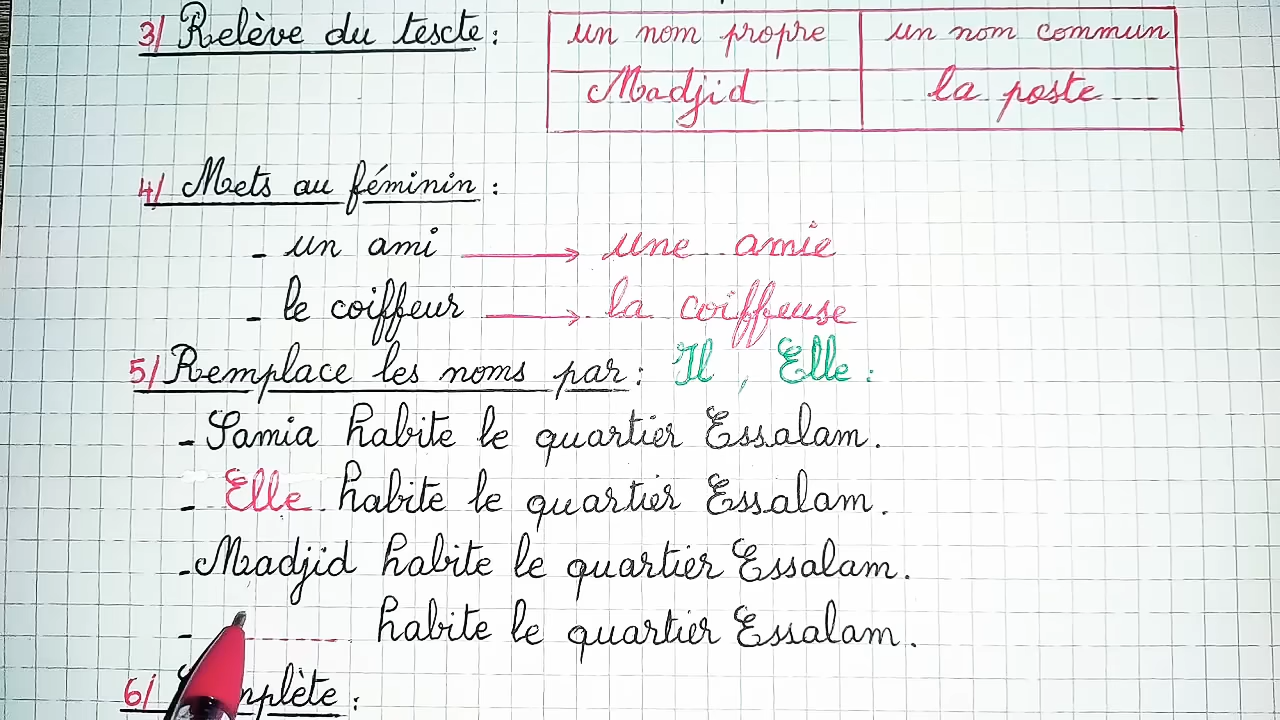 3/ Relève du texcte :
un nom propre un nom commun
Madjid la poste
4/ Mets au féminin :
- un ami → une amie
- le coiffeur → la coiffeuse
5/ Remplace les noms par : Il , Elle :
- Samia habite le quartier Essalam.
- Elle habite le quartier Essalam.
- Madjid habite le quartier Essalam.
- ........ habite le quartier Essalam.
6/ :